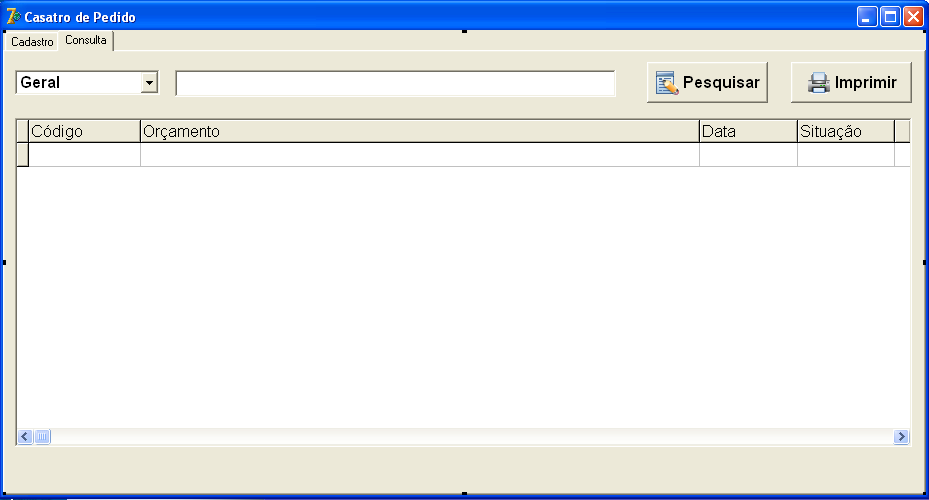 Casatro de Pedido
Cadastro Consulta
Geral Pesquisar Imprimir
Código Orçamento Data Situação